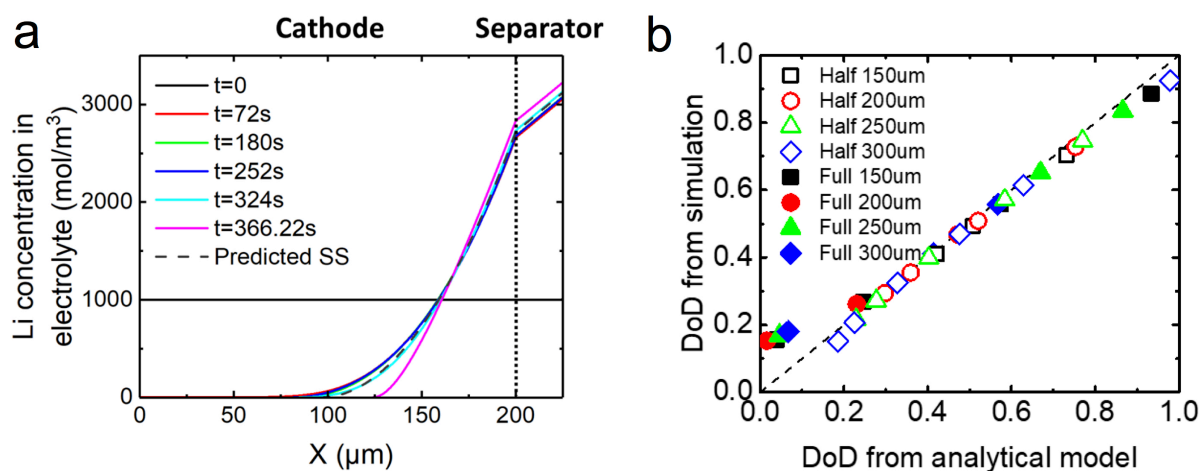 a
Cathode
Separator
Li concentration in
electrolyte (mol/m³)
3000
2000
1000
0
t=0
t=72s
t=180s
t=252s
t=324s
t=366.22s
Predicted SS
0
50
100
150
200
X (μm)
b
DoD from simulation
1.0
0.8
0.6
0.4
0.2
0.0
Half 150um
Half 200um
Half 250um
Half 300um
Full 150um
Full 200um
Full 250um
Full 300um
0.0
0.2
0.4
0.6
0.8
1.0
DoD from analytical model